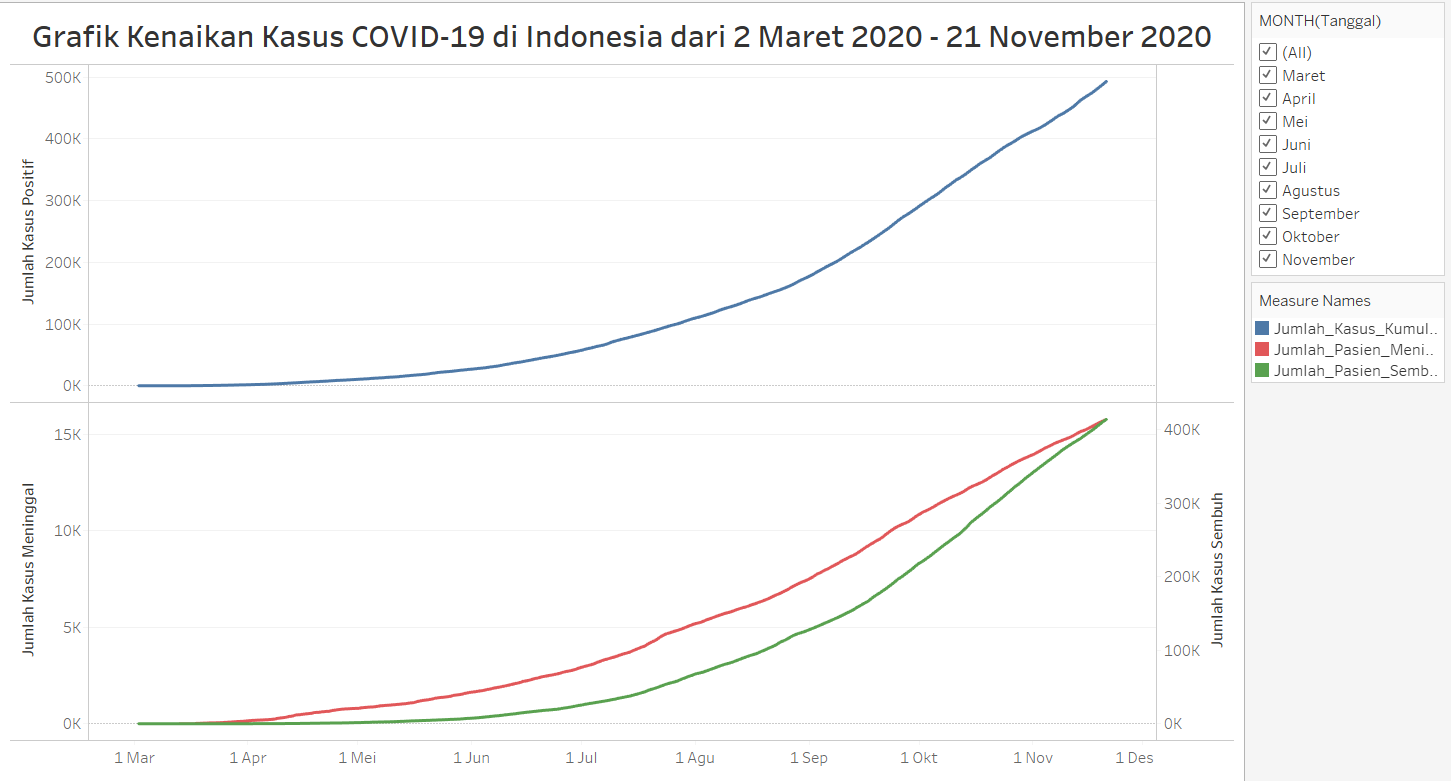 Grafik Kenaikan Kasus COVID-19 di Indonesia dari 2 Maret 2020 - 21 November 2020
Jumlah Kasus Positif
500K
400K
300K
200K
100K
0K
Jumlah Kasus Meninggal
15K
10K
5K
0K
400K
300K
200K
100K
0K
Jumlah Kasus Sembuh
1 Mar 1 Apr 1 Mei 1 Jun 1 Jul 1 Agu 1 Sep 1 Okt 1 Nov 1 Des
MONTH(Tanggal)
(All)
Maret
April
Mei
Juni
Juli
Agustus
September
Oktober
November
Measure Names
Jumlah_Kasus_Kumul..
Jumlah_Pasien_Meni..
Jumlah_Pasien_Semb..